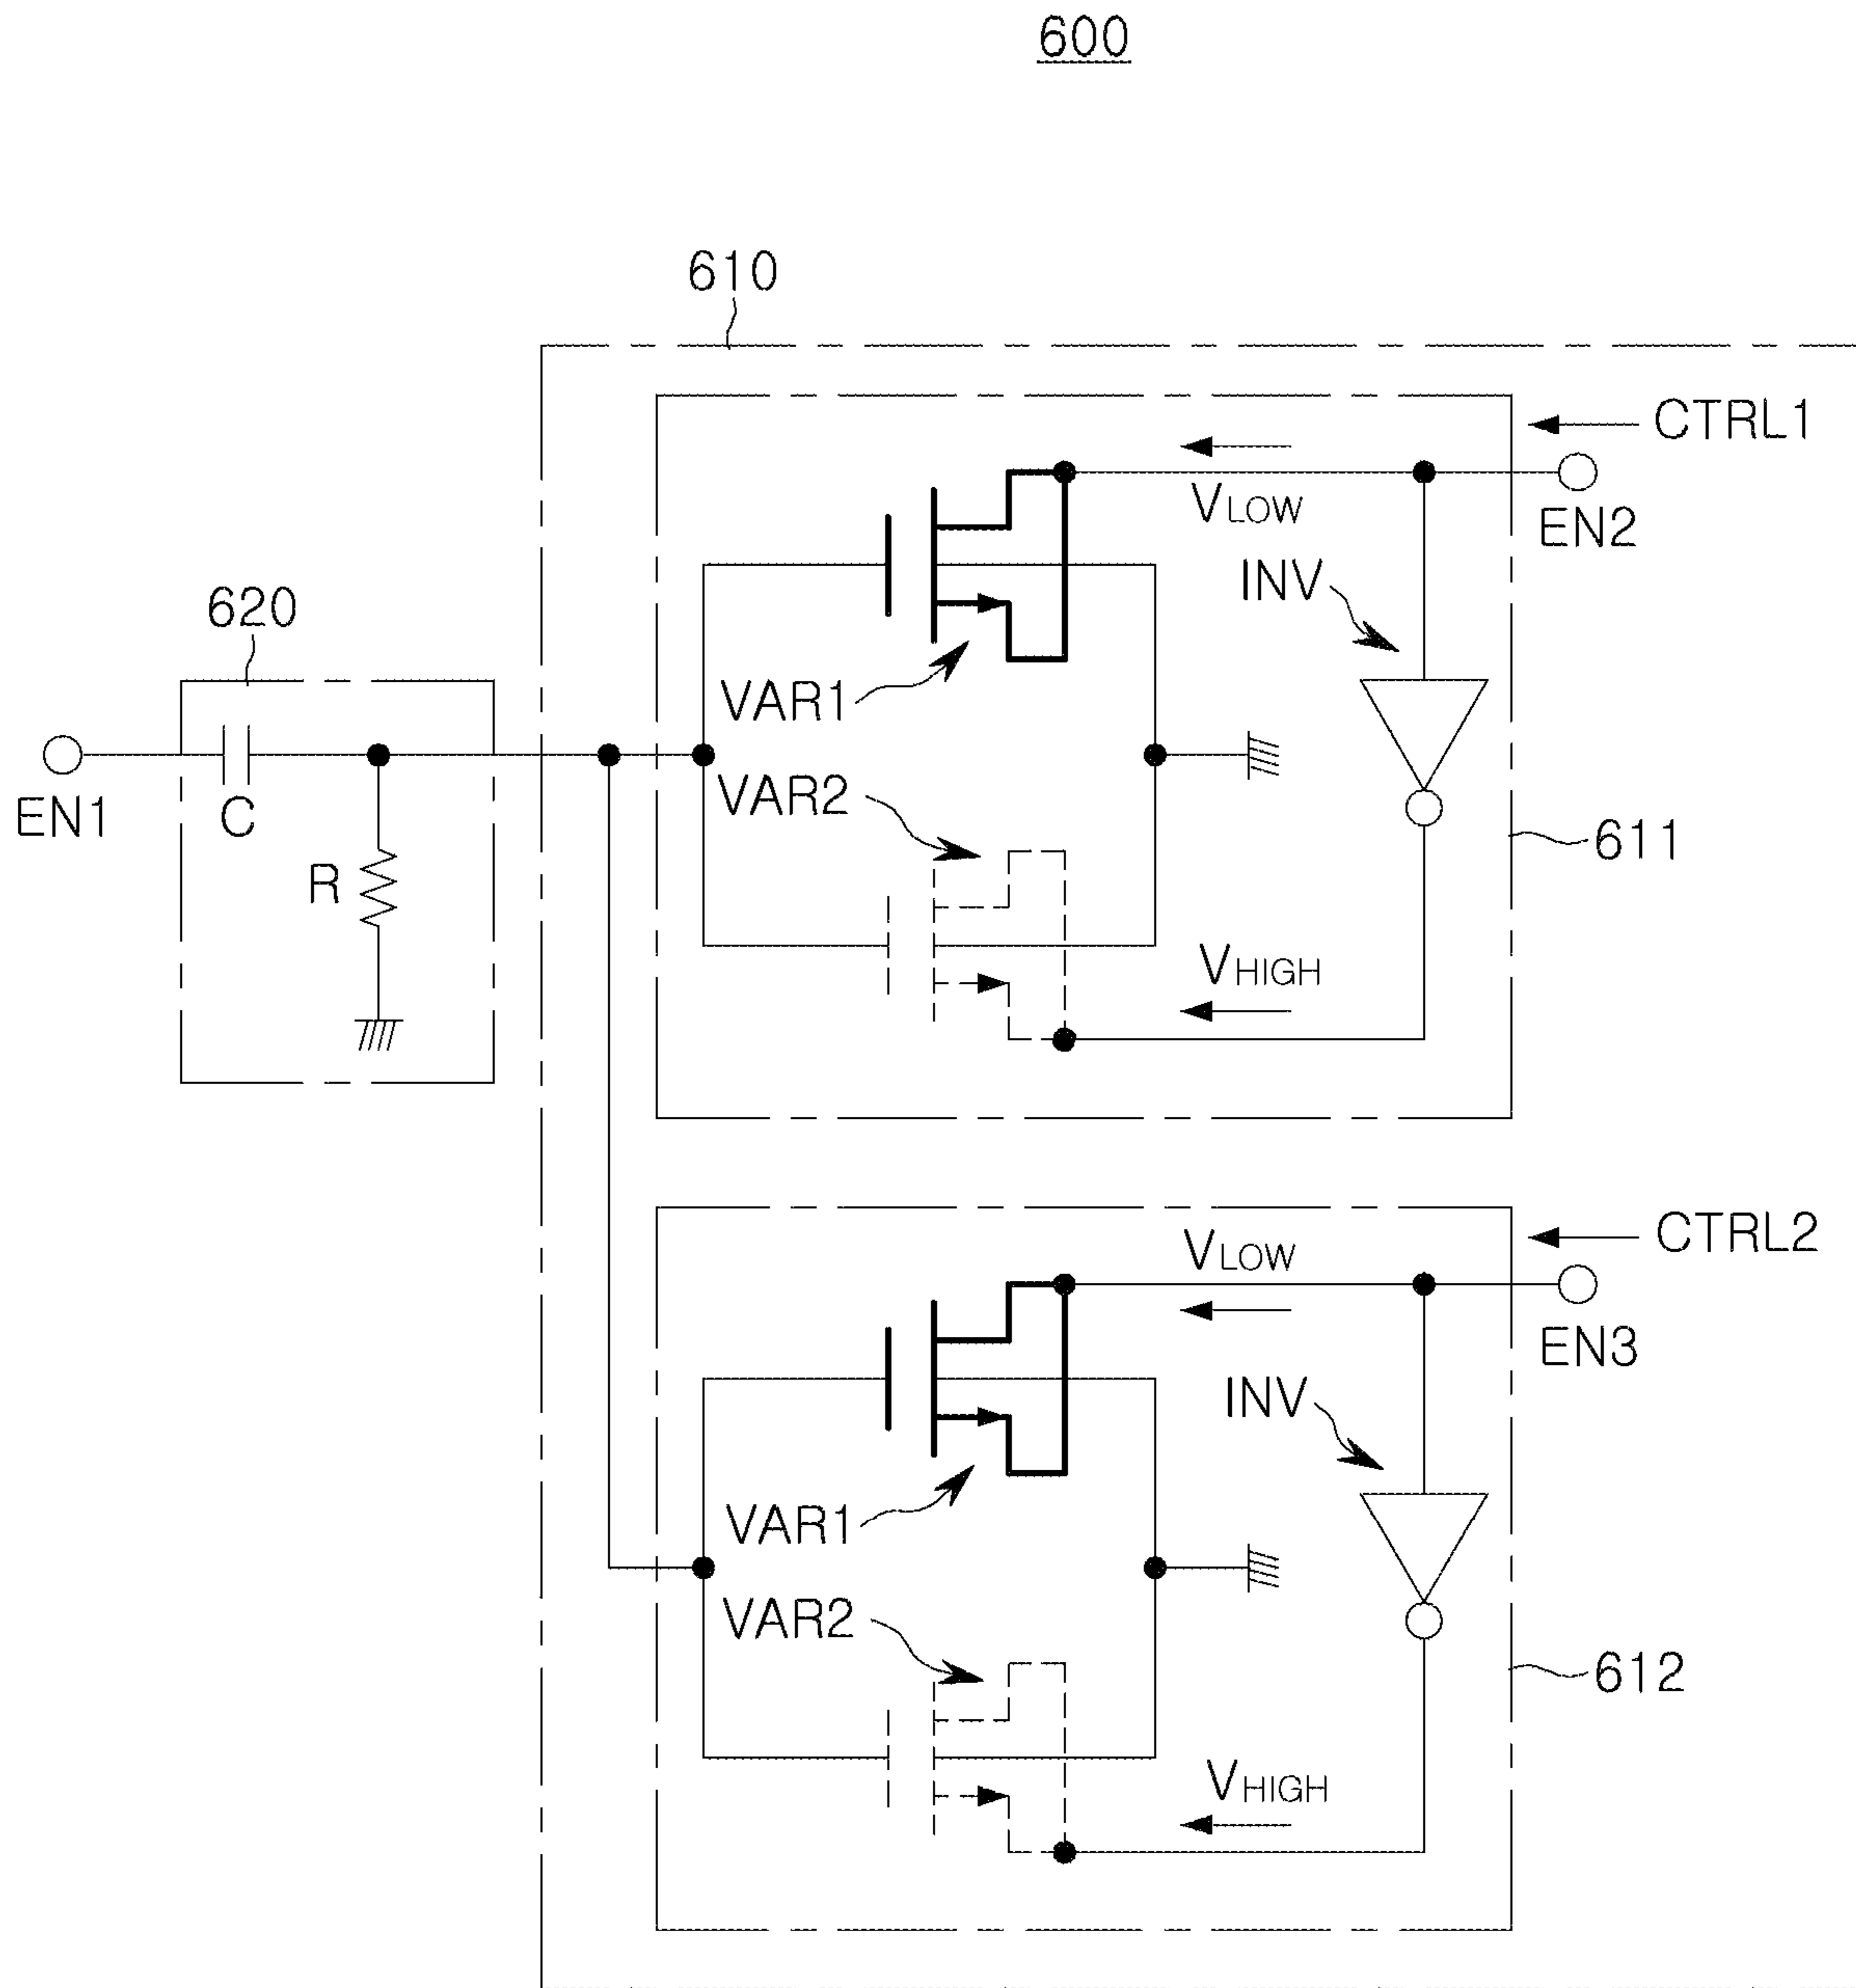 600
610
CTRL1
VLOW
EN2
INV
620
VAR1
EN1
C
VAR2
R
611
VHIGH
CTRL2
VLOW
EN3
INV
VAR1
VAR2
612
VHIGH